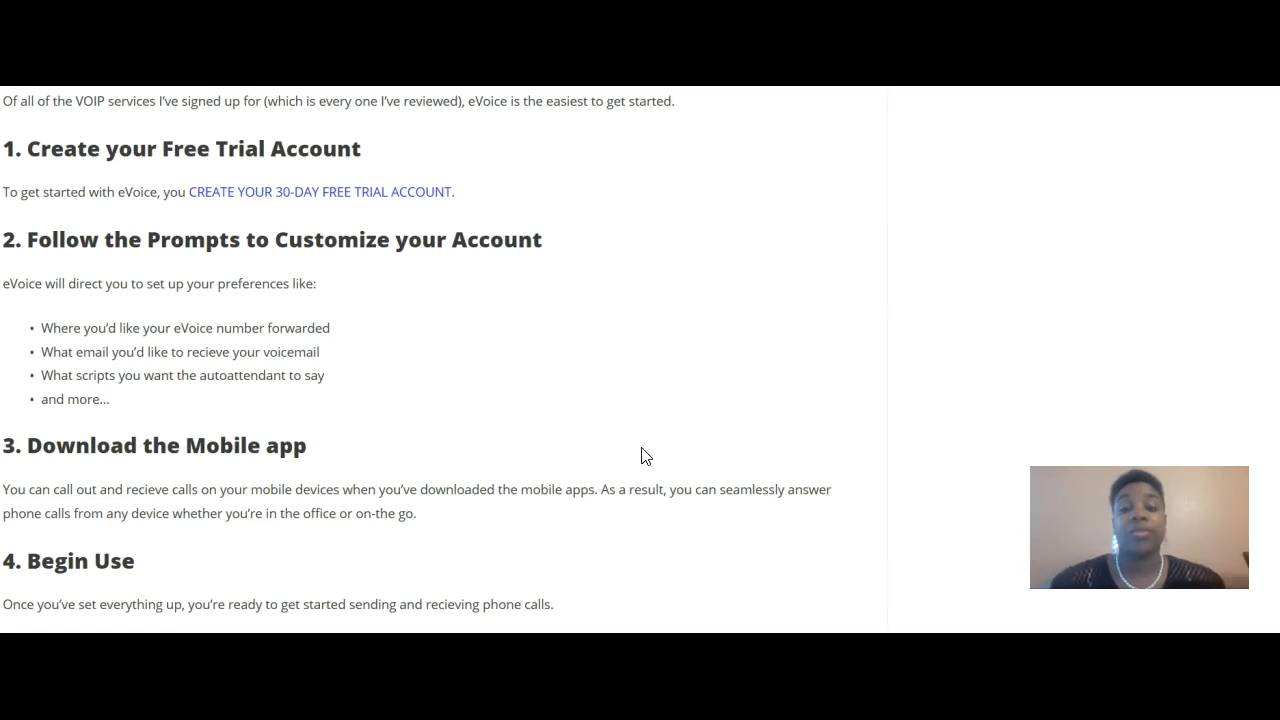 Of all of the VOIP services I've signed up for (which is every one I've reviewed), eVoice is the easiest to get started.
1. Create your Free Trial Account
To get started with eVoice, you CREATE YOUR 30-DAY FREE TRIAL ACCOUNT.
2. Follow the Prompts to Customize your Account
eVoice will direct you to set up your preferences like:
• Where you'd like your eVoice number forwarded
• What email you'd like to recieve your voicemail
• What scripts you want the autoattendant to say
• and more...
3. Download the Mobile app
You can call out and recieve calls on your mobile devices when you've downloaded the mobile apps. As a result, you can seamlessly answer
phone calls from any device whether you're in the office or on-the go.
4. Begin Use
Once you've set everything up, you're ready to get started sending and recieving phone calls.